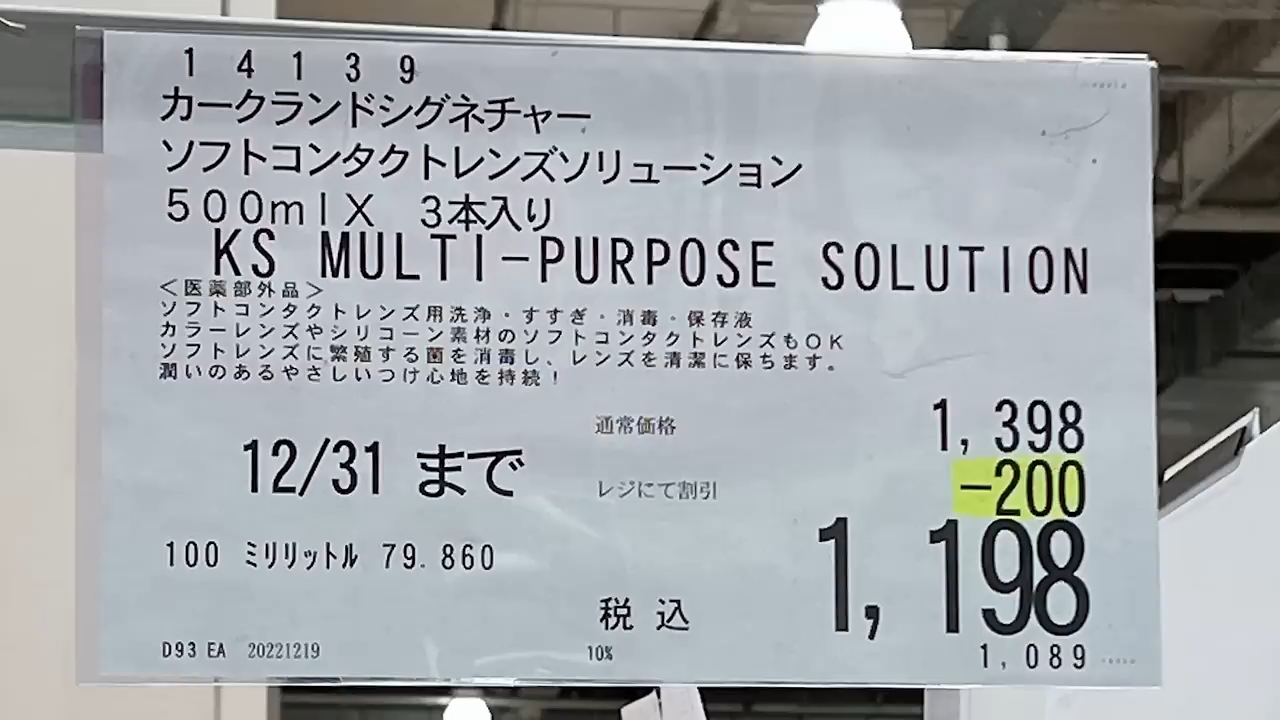 14139
カークランドシグネチャー
ソフトコンタクトレンズソリューション
500mlX 3本入り
KS MULTI-PURPOSE SOLUTION
＜医薬部外品＞
ソフトコンタクトレンズ用洗浄・すすぎ・消毒・保存液
カラーレンズやシリコーン素材のソフトコンタクトレンズもOK
ソフトレンズに繁殖する菌を消毒し、レンズを清潔に保ちます。
潤いのあるやさしいつけ心地を持続！
通常価格 1,398
12/31 まで
レジにて割引 -200
1,198
100 ミリリットル 79.860
税込
D93 EA 20221219
10%
1,089